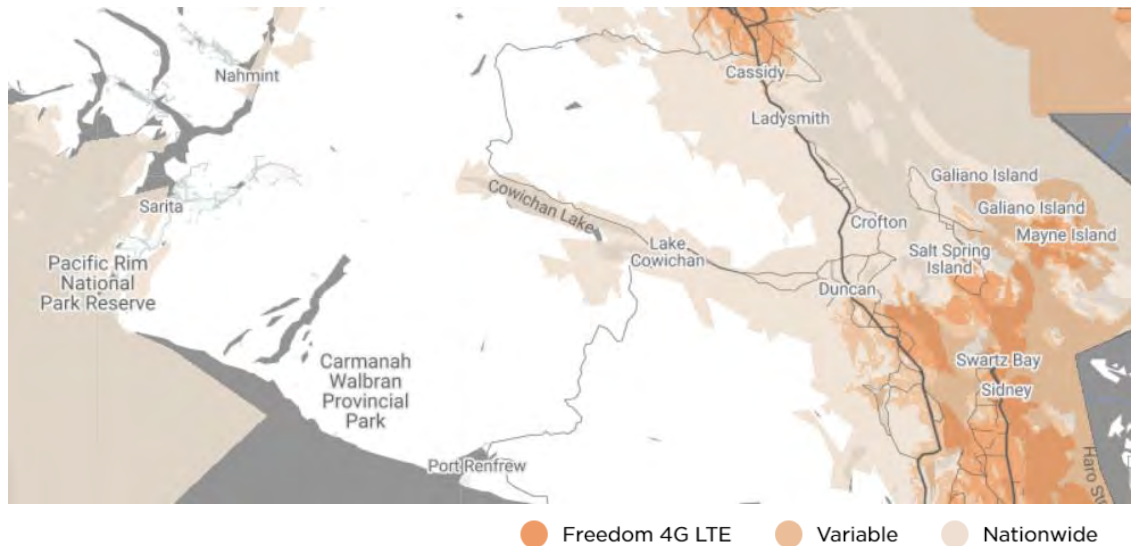 Nahmint
Cassidy
Ladysmith
Galiano Island
Cowichan Lake
Sarita
Galiano Island
Crofton
Mayne Island
Lake
Cowichan
Salt Spring
Island
Pacific Rim
National
Park Reserve
Duncan
Carmanah
Walbran
Provincial
Park
Swartz Bay
Sidney
Port Renfrew
Haro Str
Freedom 4G LTE
Variable
Nationwide